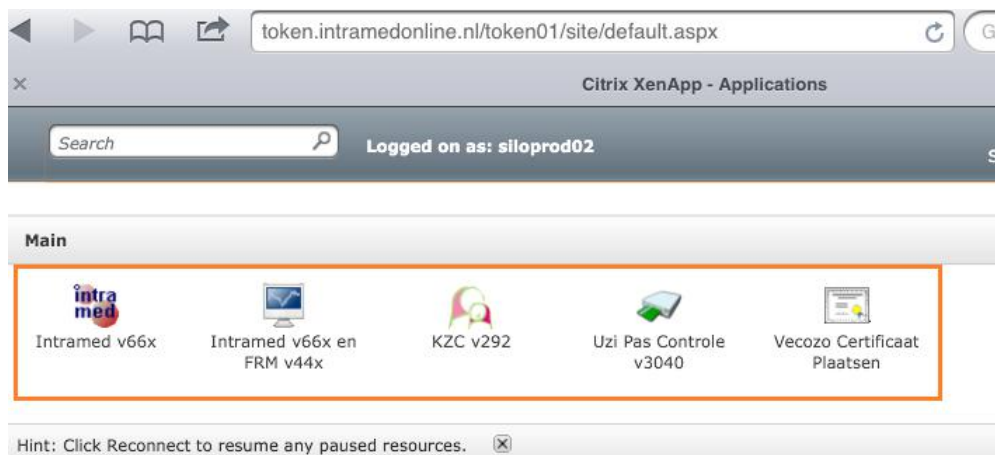 token.intramedonline.nl/token01/site/default.aspx
G
Citrix XenApp - Applications
Search
Logged on as: siloprod02
S
Main
intra
med
Intramed v66x
Intramed v66x en
FRM v44x
KZC v292
Uzi Pas Controle
v3040
Vecozo Certificaat
Plaatsen
Hint: Click Reconnect to resume any paused resources.